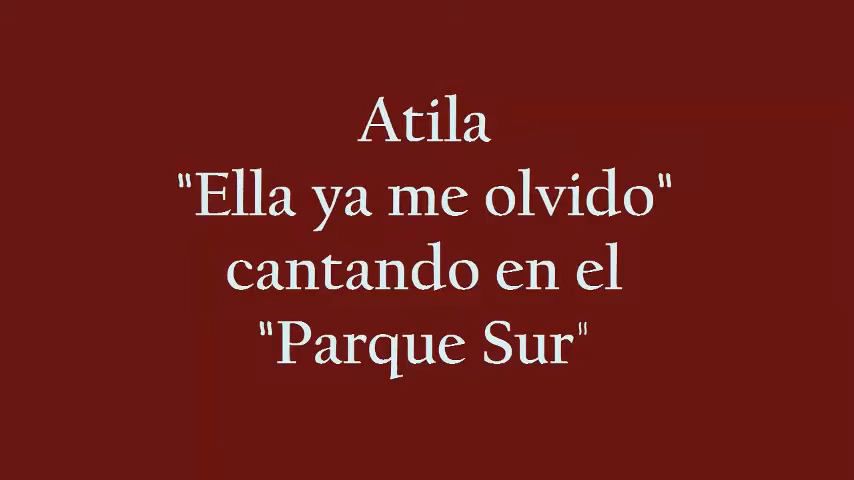 Atila
"Ella ya me olvido"
cantando en el
"Parque Sur"